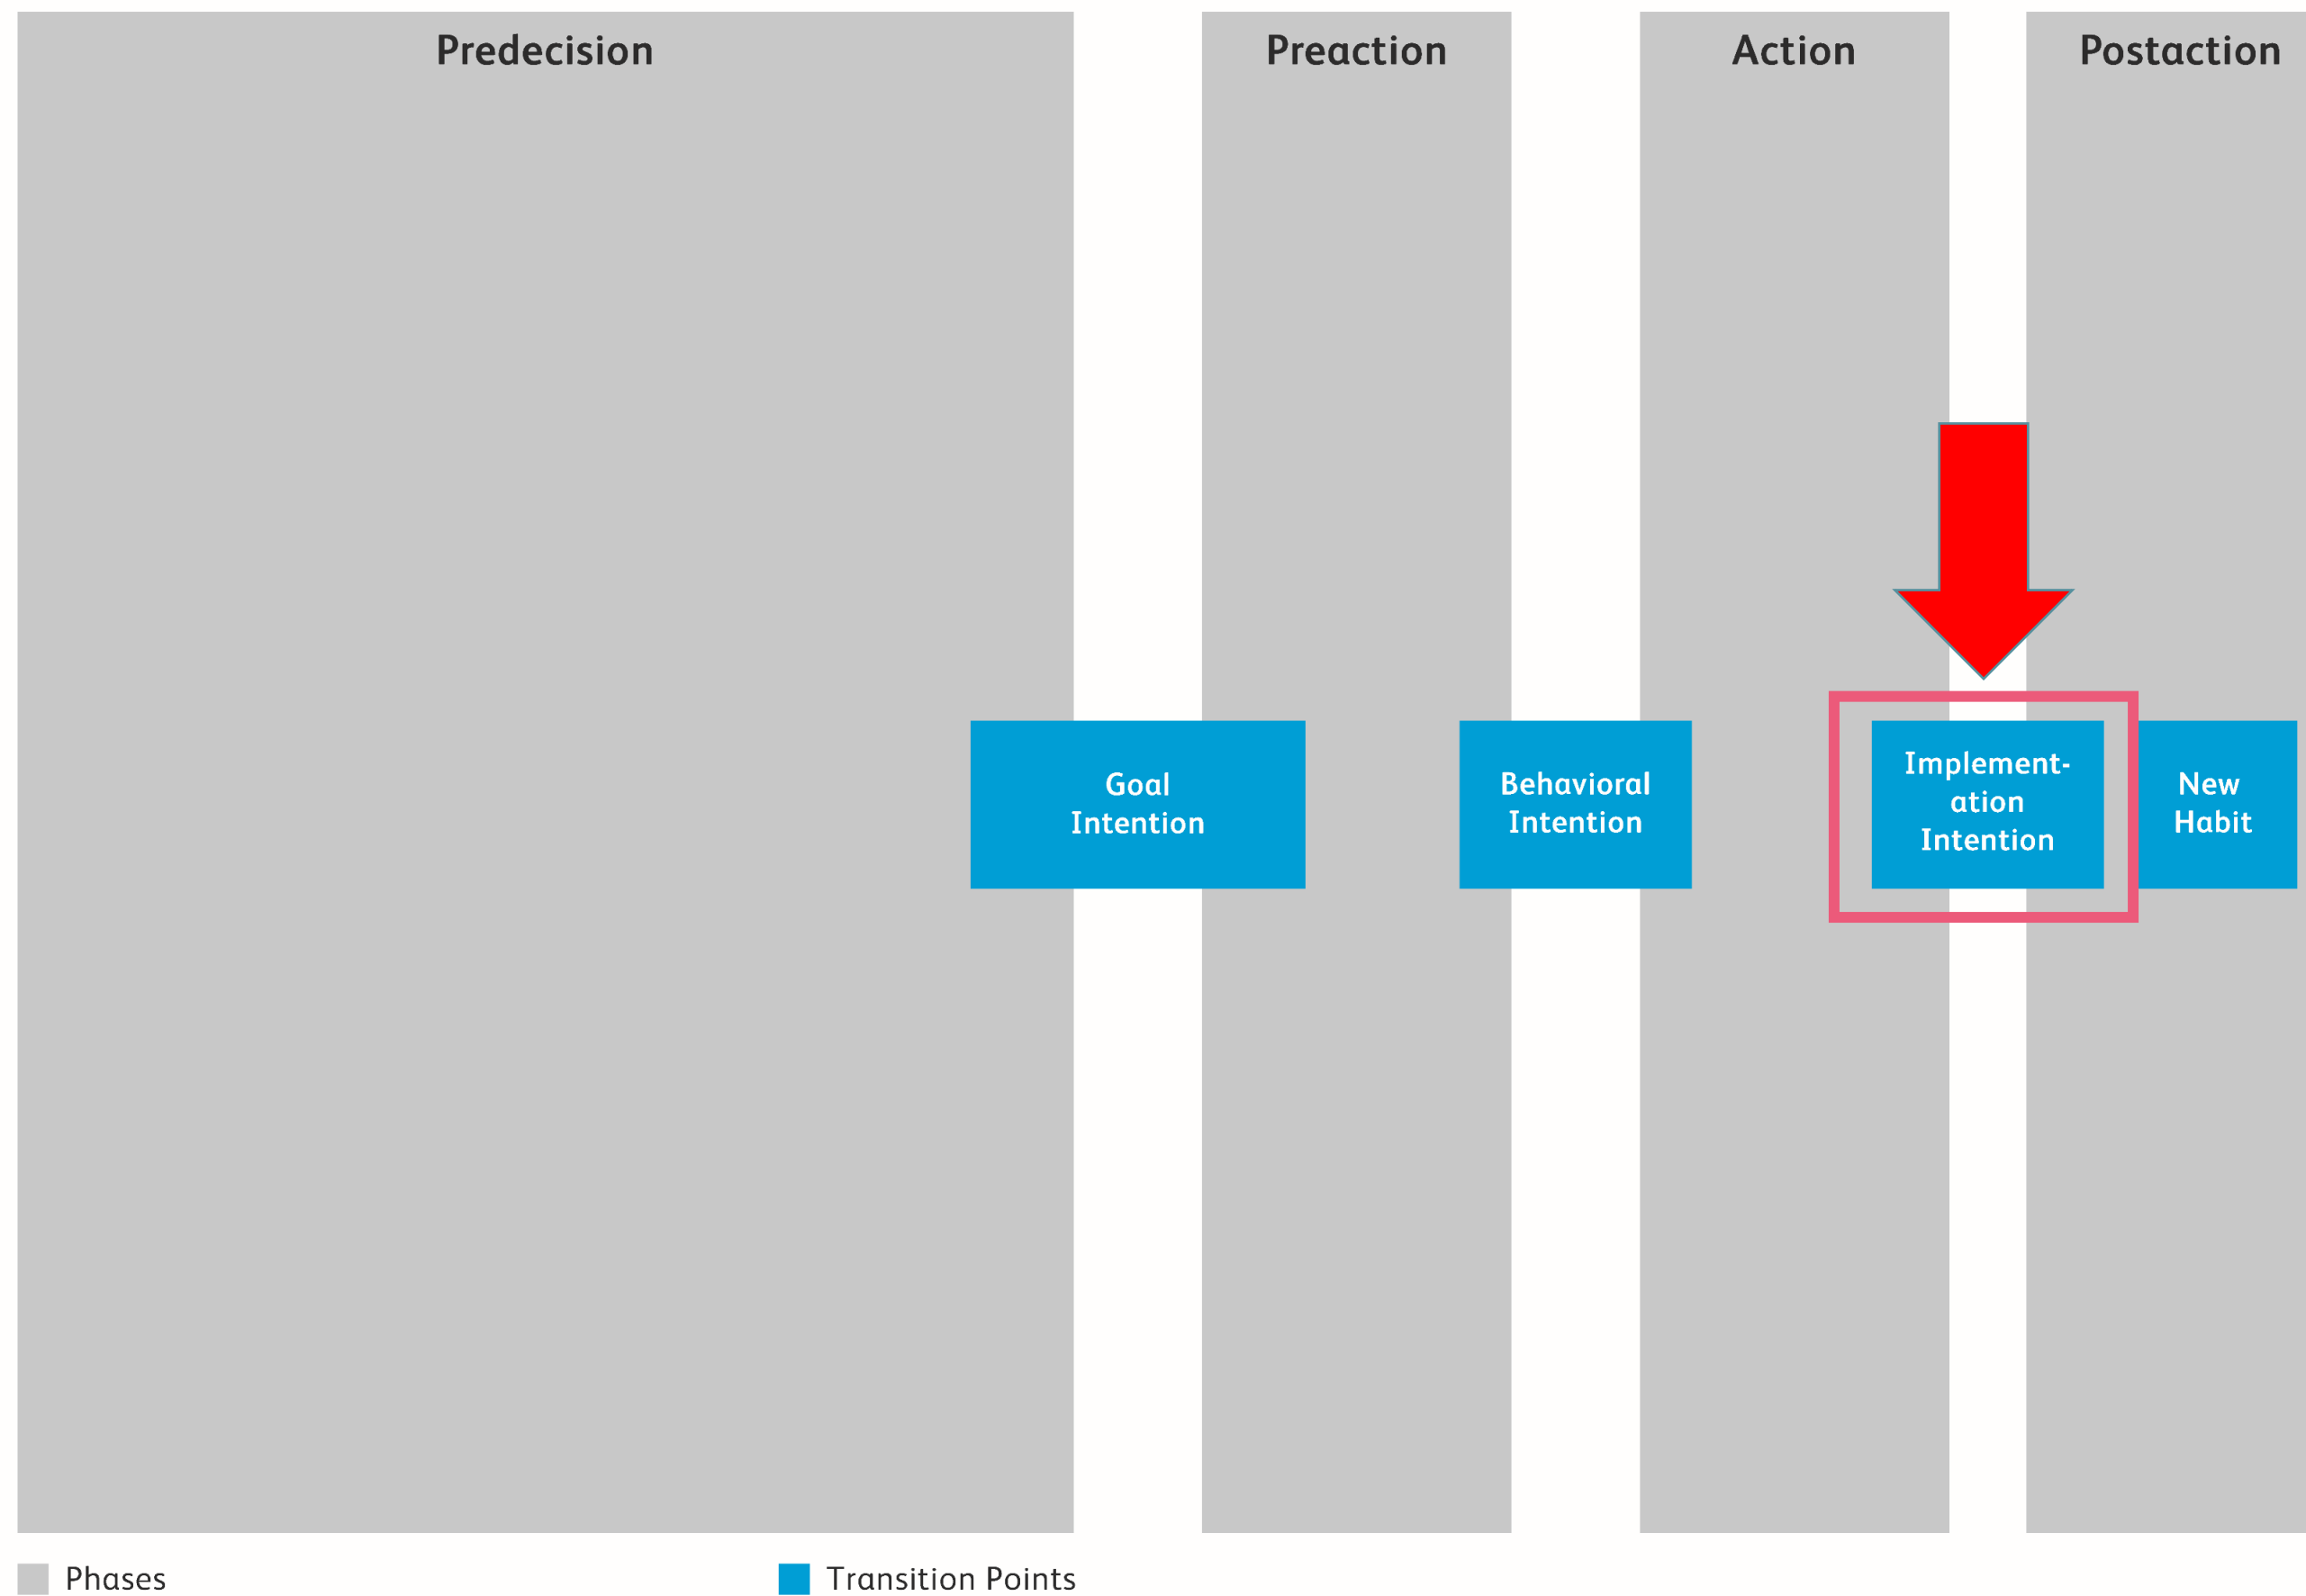 Predecision
Preaction
Action
Postaction
Goal
Intention
Behavioral
Intention
Implement-
ation
Intention
New
Habit
Phases
Transition Points